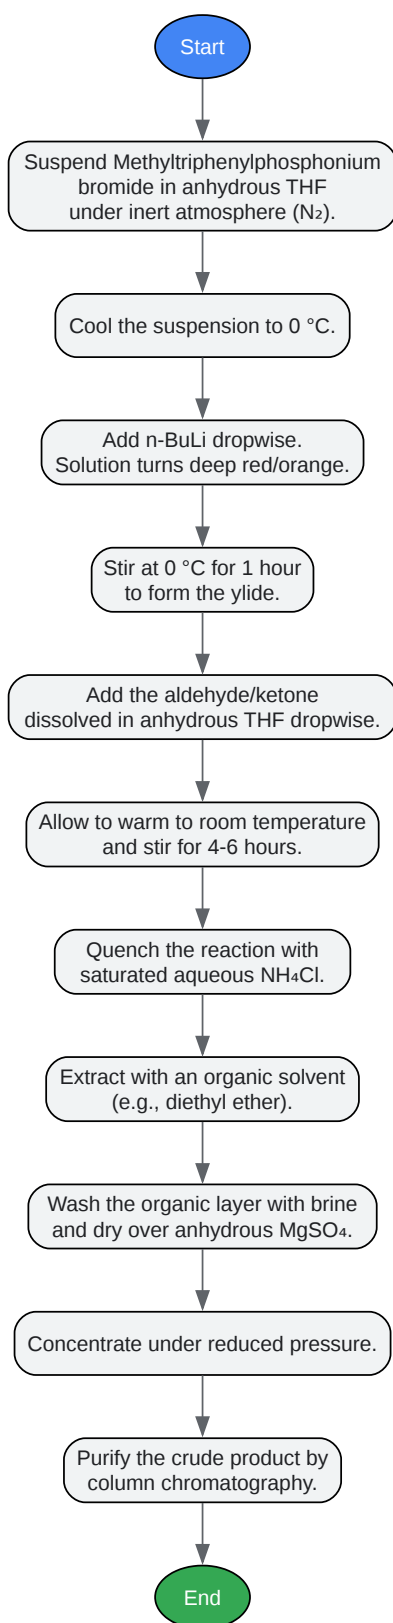 Start
Suspend Methyltriphenylphosphonium
bromide in anhydrous THF
under inert atmosphere (N₂).
Cool the suspension to 0 °C.
Add n-BuLi dropwise.
Solution turns deep red/orange.
Stir at 0 °C for 1 hour
to form the ylide.
Add the aldehyde/ketone
dissolved in anhydrous THF dropwise.
Allow to warm to room temperature
and stir for 4-6 hours.
Quench the reaction with
saturated aqueous NH₄Cl.
Extract with an organic solvent
(e.g., diethyl ether).
Wash the organic layer with brine
and dry over anhydrous MgSO₄.
Concentrate under reduced pressure.
Purify the crude product by
column chromatography.
End